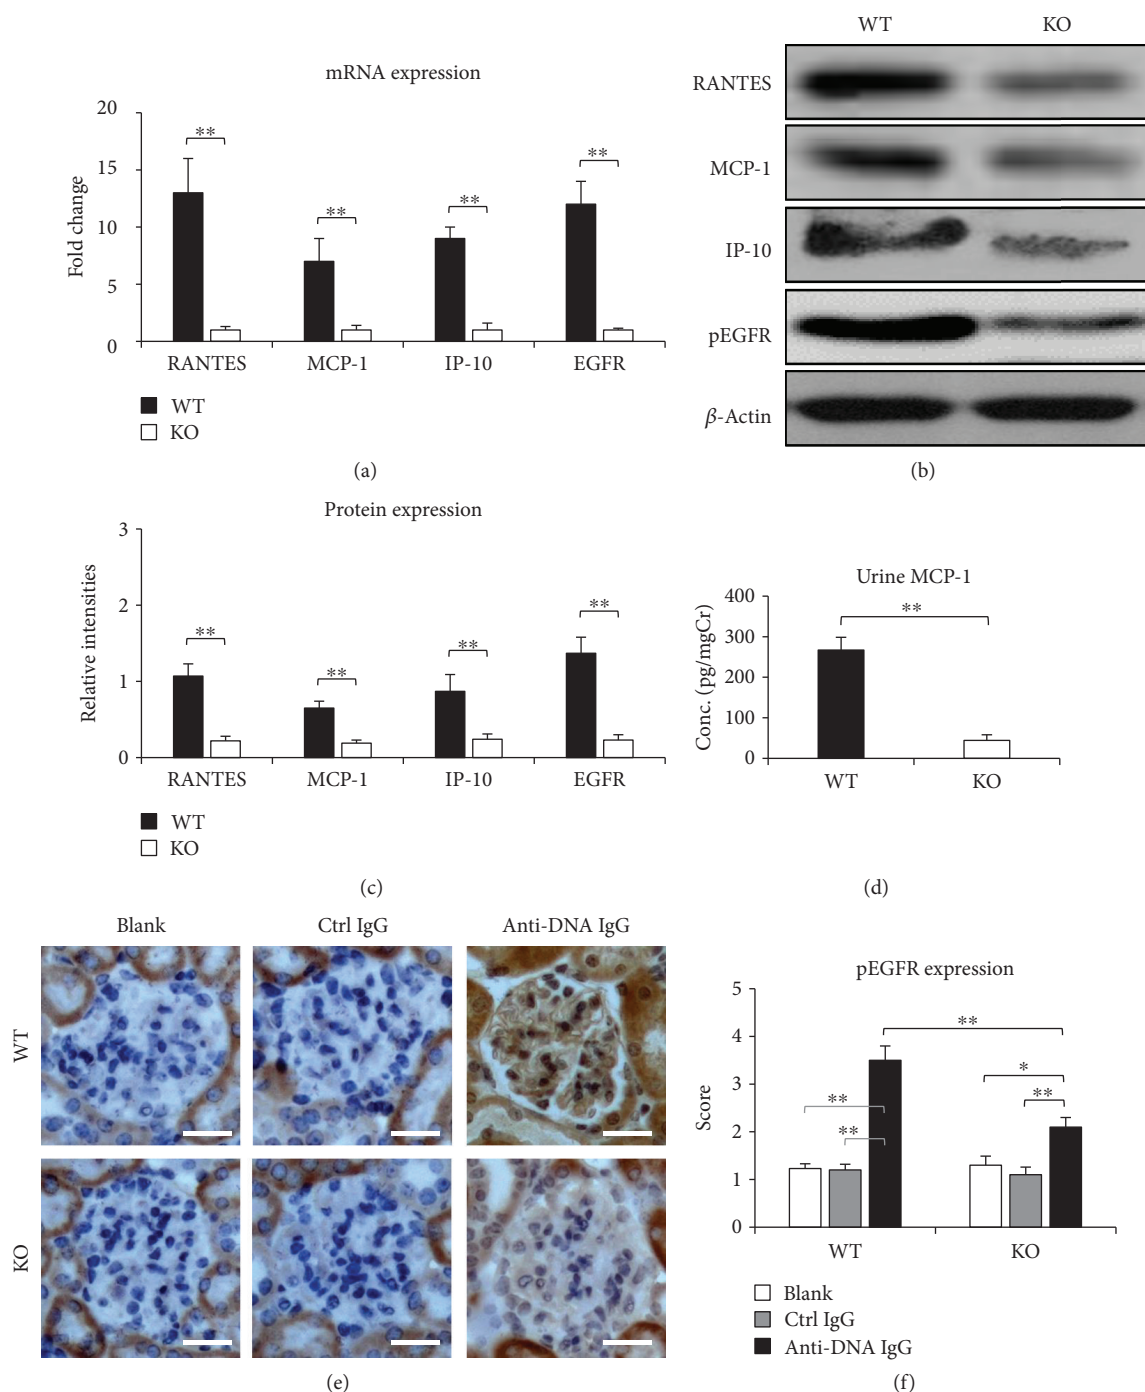 mRNA expression
Fold change
20
15
10
5
0
**
**
**
**
RANTES
MCP-1
IP-10
EGFR
WT
KO
(a)
WT
KO
RANTES
MCP-1
IP-10
pEGFR
β-Actin
(b)
Protein expression
Relative intensities
3
2
1
0
**
**
**
**
RANTES
MCP-1
IP-10
EGFR
WT
KO
(c)
Urine MCP-1
Conc. (pg/mgCr)
400
300
200
100
0
**
WT
KO
(d)
Blank
Ctrl IgG
Anti-DNA IgG
WT
KO
(e)
pEGFR expression
Score
5
4
3
2
1
0
**
**
**
*
**
WT
KO
Blank
Ctrl IgG
Anti-DNA IgG
(f)